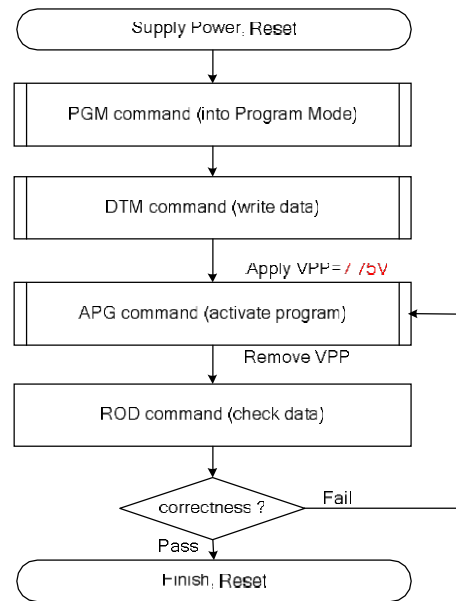 Supply Power, Reset
PGM command (into Program Mode)
DTM command (write data)
Apply VPP=7.75V
APG command (activate program)
Remove VPP
ROD command (check data)
correctness ?
Fail
Pass
Finish, Reset